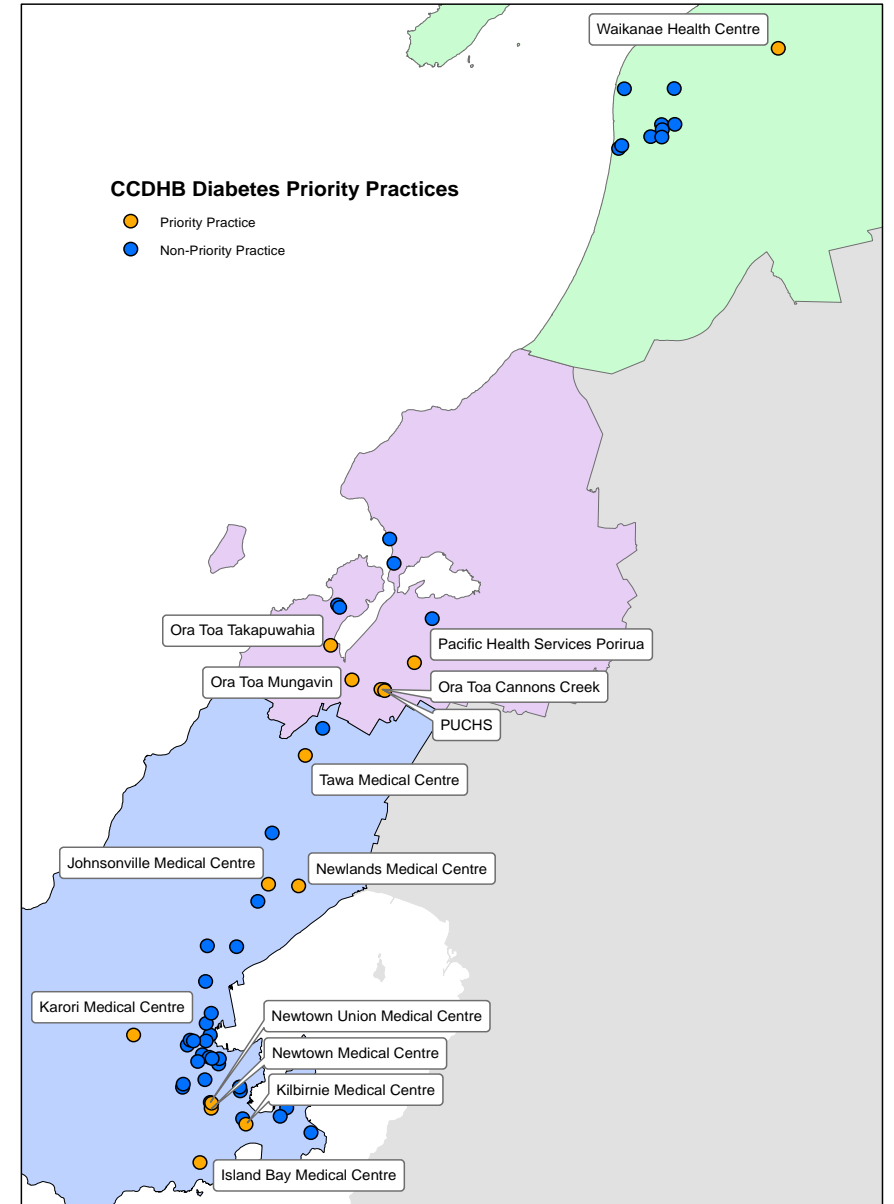 Waikanae Health Centre
CCDHB Diabetes Priority Practices
Priority Practice
Non-Priority Practice
Ora Toa Takapuwahia
Pacific Health Services Porirua
Ora Toa Mungavin
Ora Toa Cannons Creek
PUCHS
Tawa Medical Centre
Johnsonville Medical Centre
Newlands Medical Centre
Karori Medical Centre
Newtown Union Medical Centre
Newtown Medical Centre
Kilbirnie Medical Centre
Island Bay Medical Centre